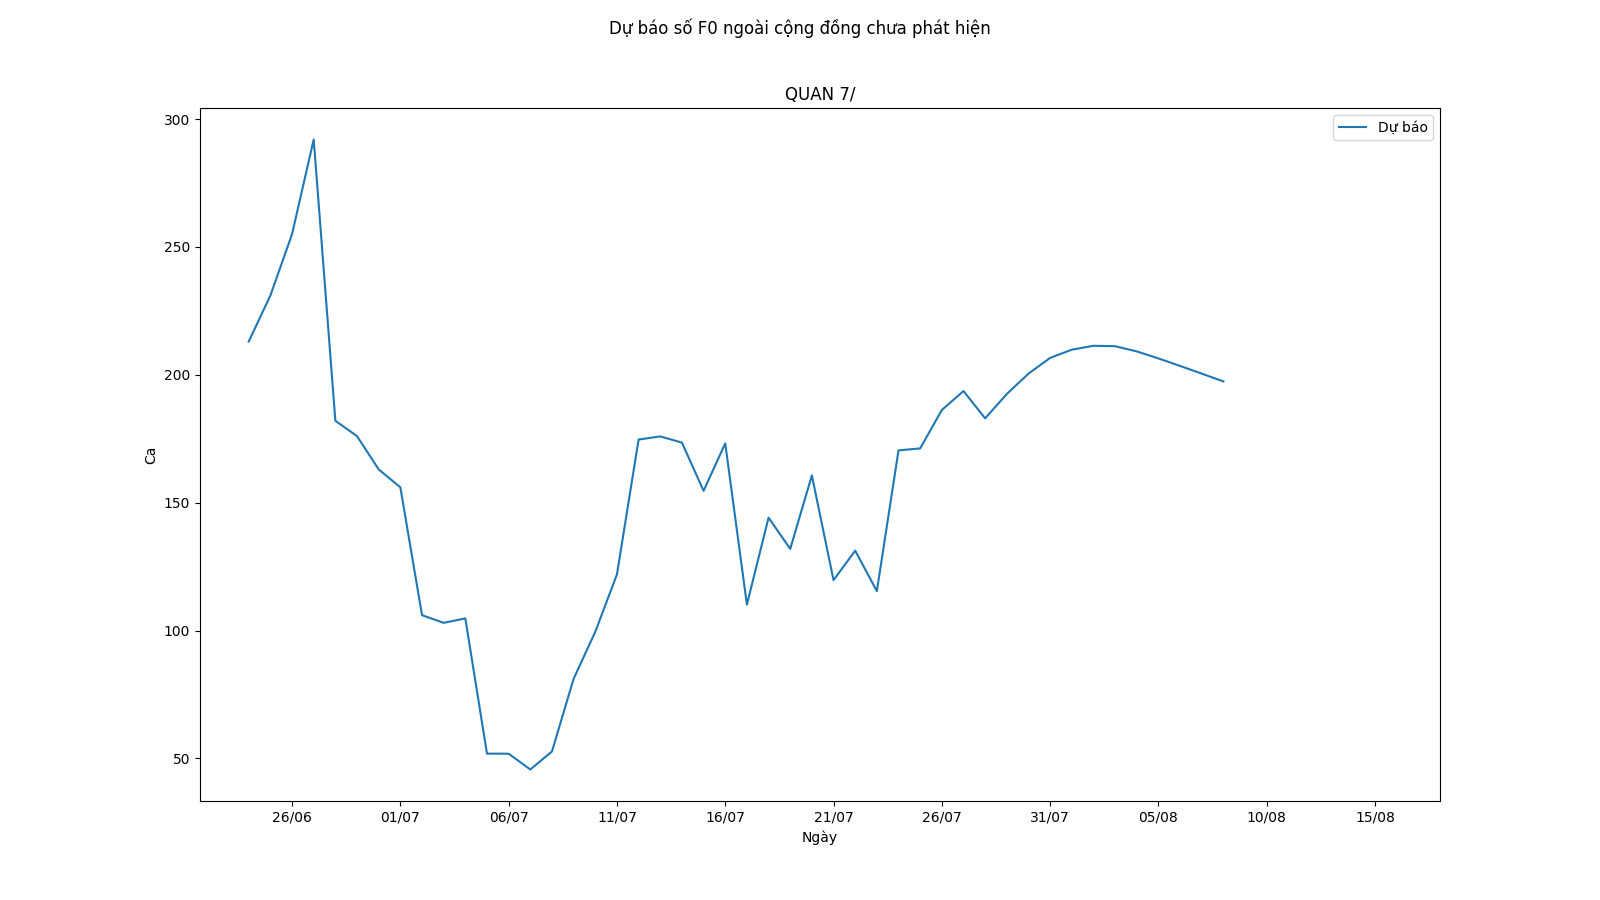 Dự báo số F0 ngoài cộng đồng chưa phát hiện
QUAN 7/
Dự báo
300
250
200
150
100
50
Ca
26/06 01/07 06/07 11/07 16/07 21/07 26/07 31/07 05/08 10/08 15/08
Ngày